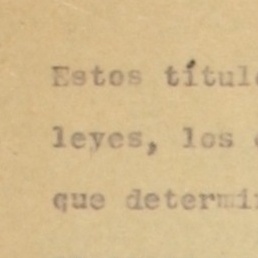 Estos títul
leyes, los
que determi